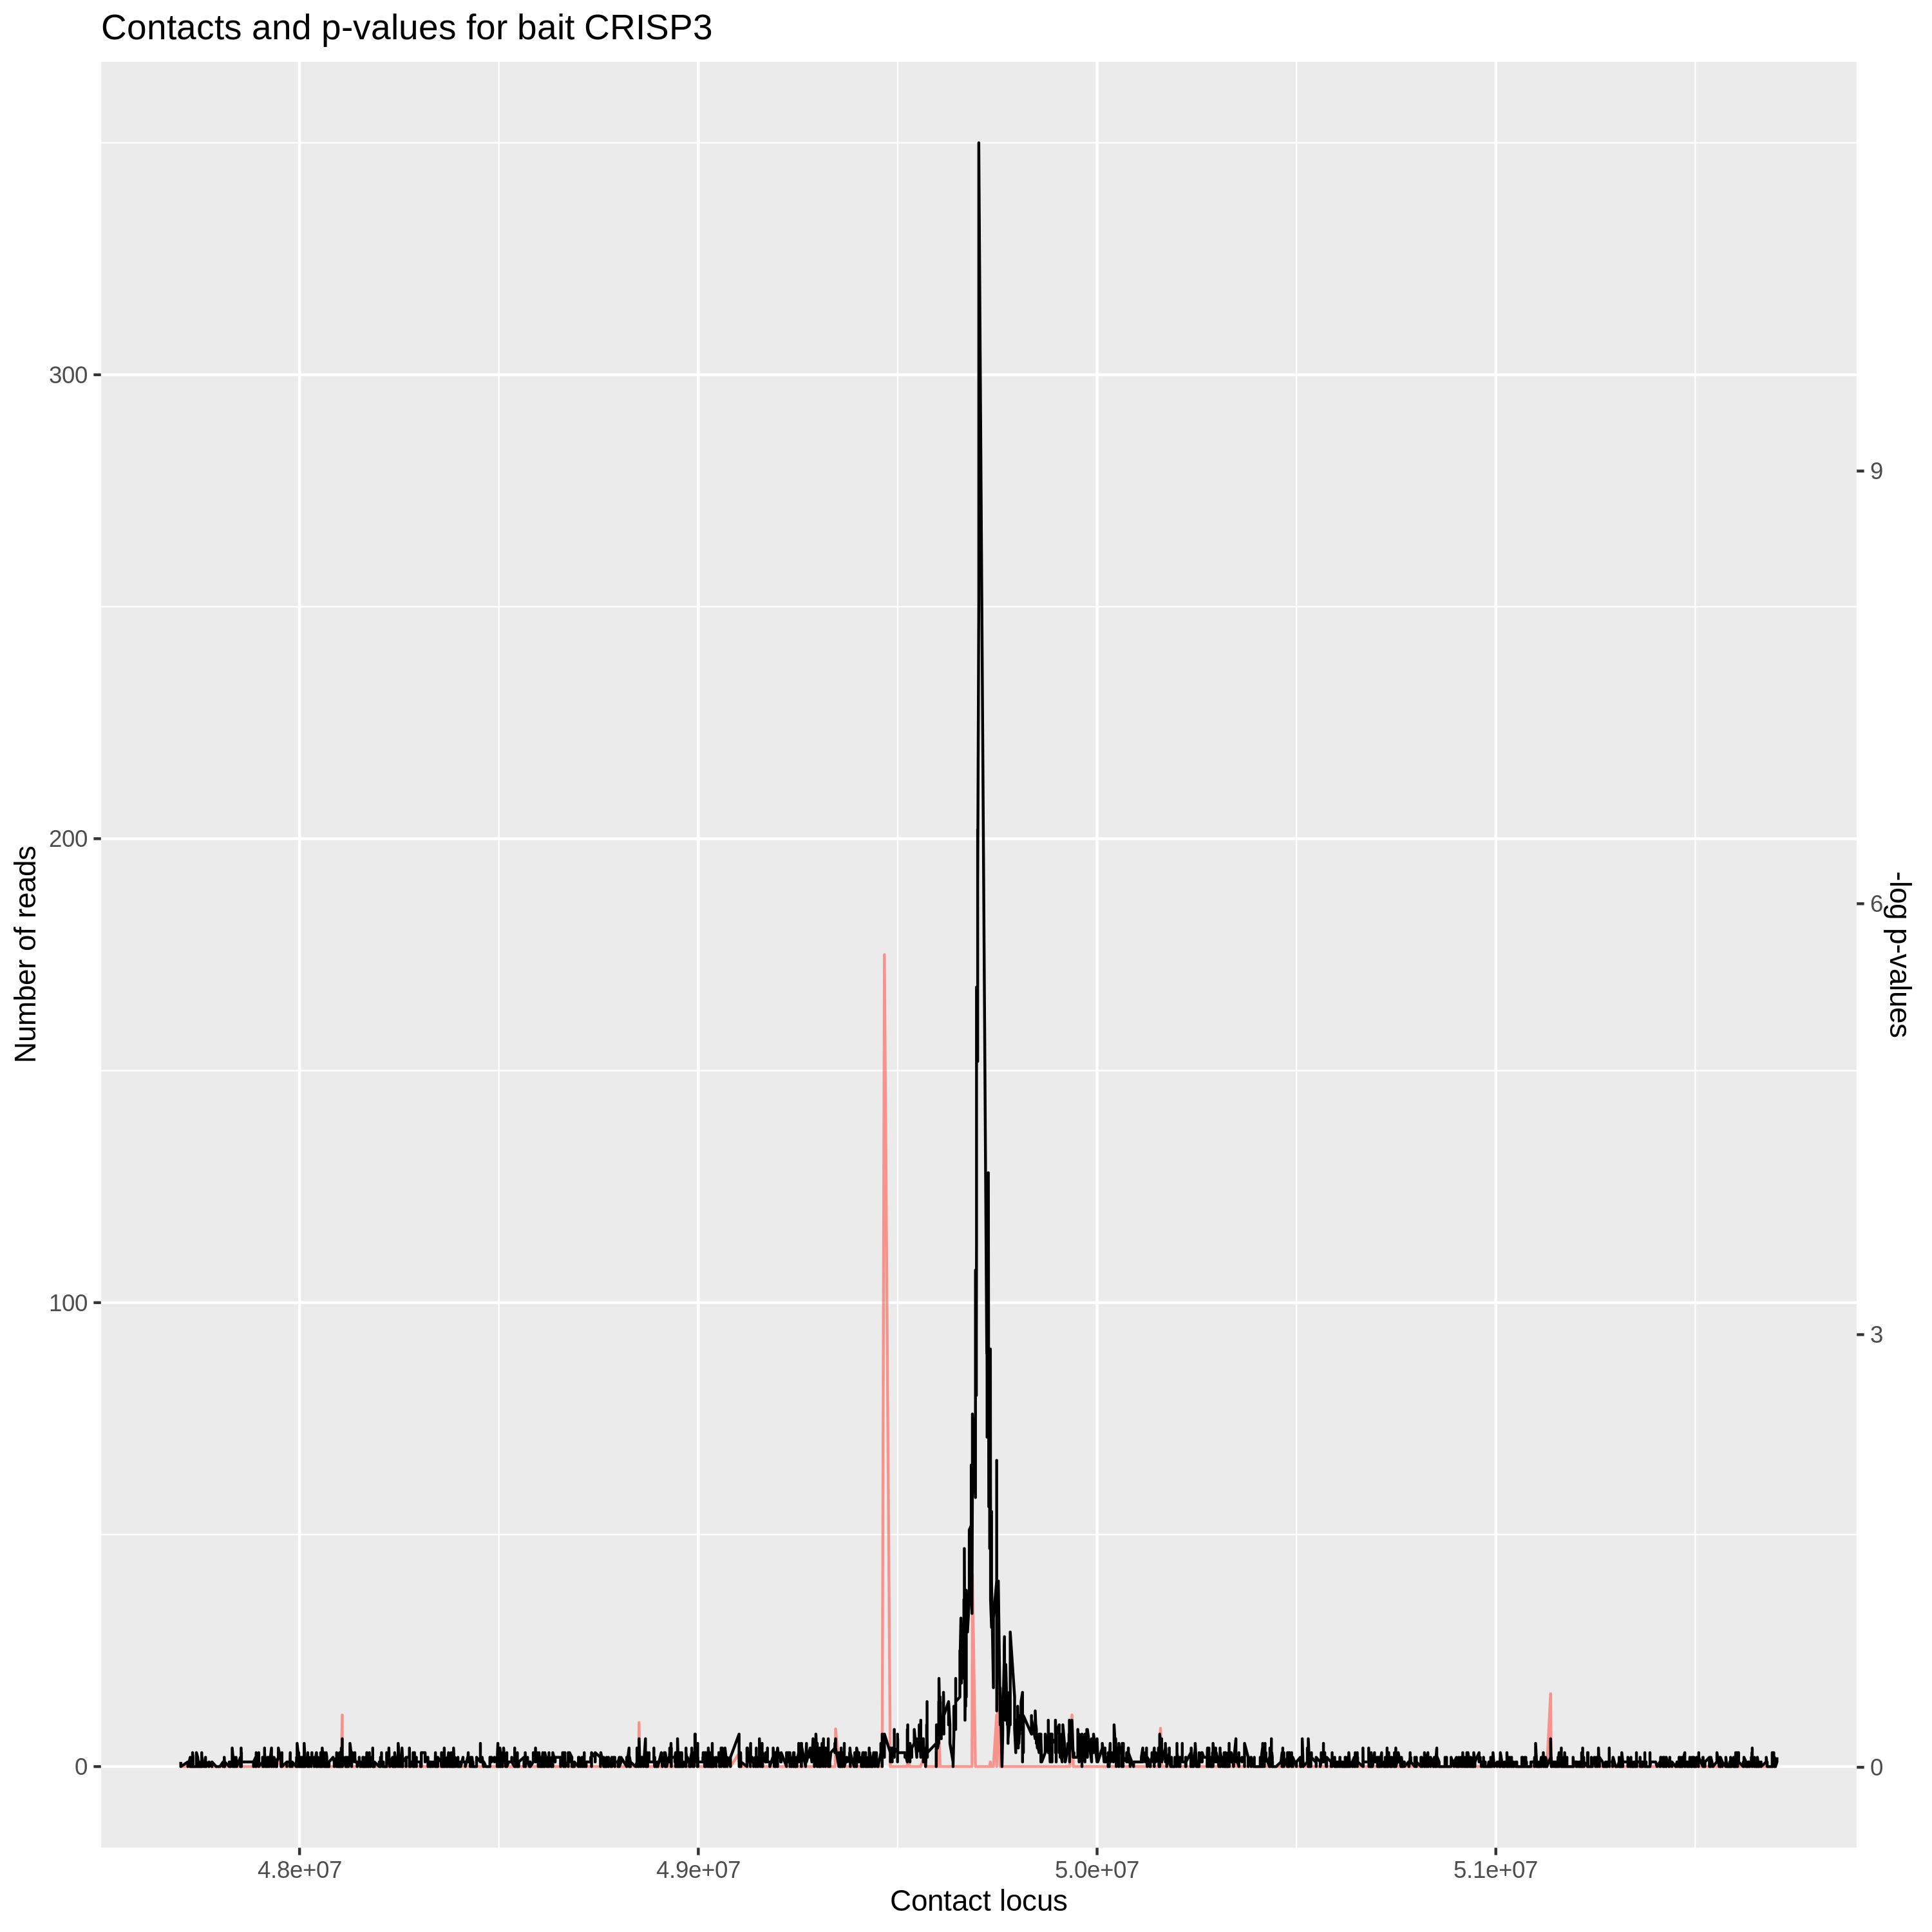 Contacts and p-values for bait CRISP3
300
200
100
0
Number of reads
9
6
3
0
-log p-values
4.8e+07
4.9e+07
5.0e+07
5.1e+07
Contact locus